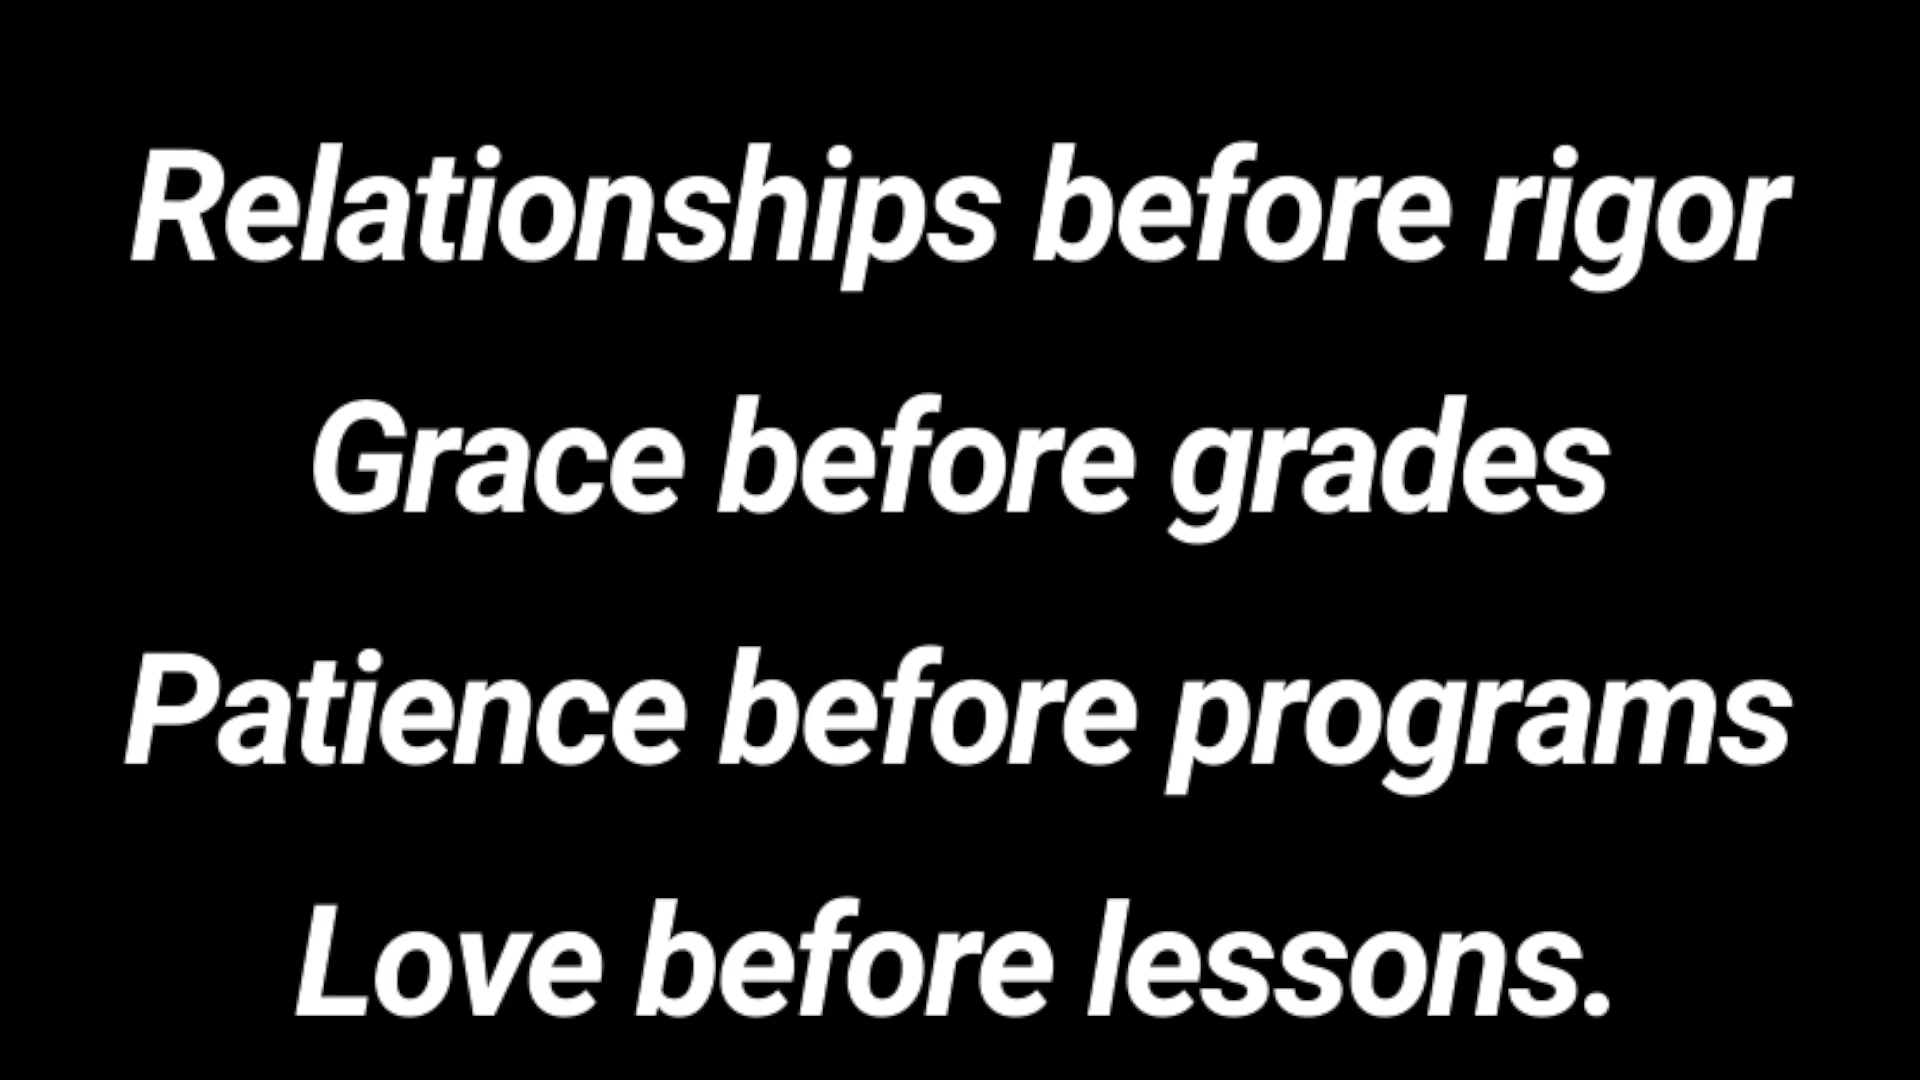 Relationships before rigor
Grace before grades
Patience before programs
Love before lessons.